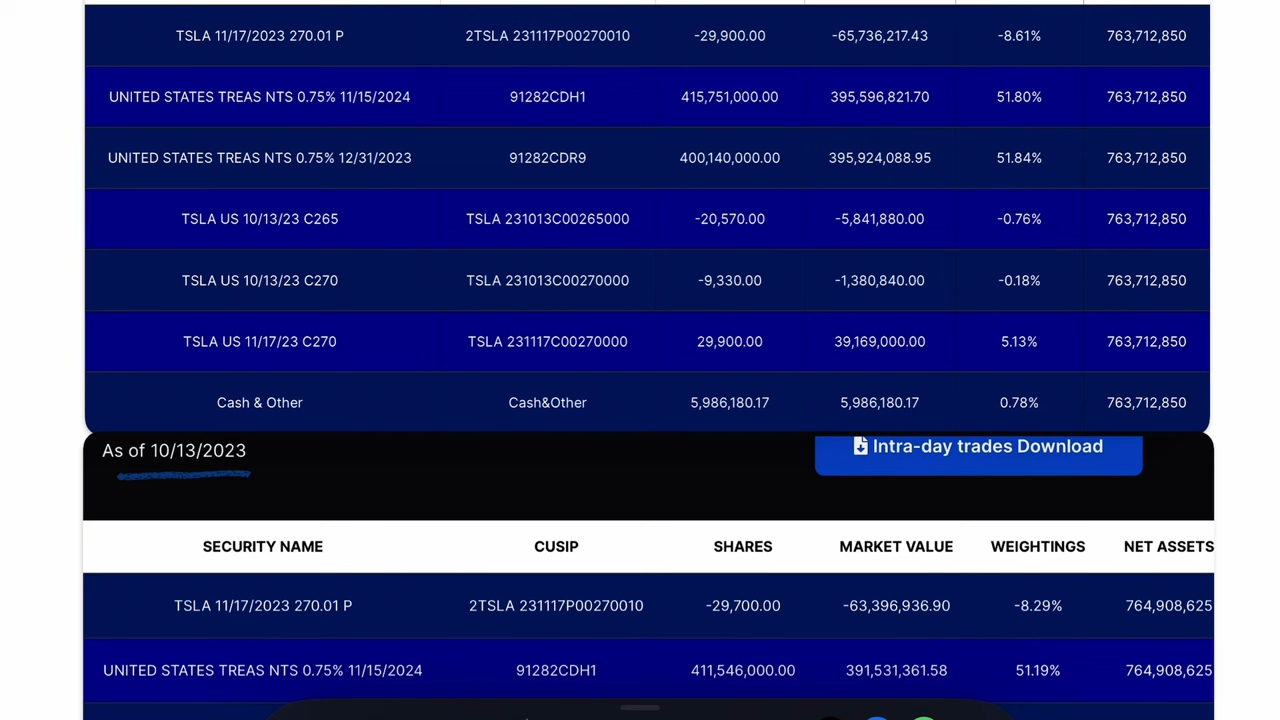 TSLA 11/17/2023 270.01 P 2TSLA 231117P00270010 -29,900.00 -65,736,217.43 -8.61% 763,712,850
UNITED STATES TREAS NTS 0.75% 11/15/2024 91282CDH1 415,751,000.00 395,596,821.70 51.80% 763,712,850
UNITED STATES TREAS NTS 0.75% 12/31/2023 91282CDR9 400,140,000.00 395,924,088.95 51.84% 763,712,850
TSLA US 10/13/23 C265 TSLA 231013C00265000 -20,570.00 -5,841,880.00 -0.76% 763,712,850
TSLA US 10/13/23 C270 TSLA 231013C00270000 -9,330.00 -1,380,840.00 -0.18% 763,712,850
TSLA US 11/17/23 C270 TSLA 231117C00270000 29,900.00 39,169,000.00 5.13% 763,712,850
Cash & Other Cash&Other 5,986,180.17 5,986,180.17 0.78% 763,712,850
As of 10/13/2023 Intra-day trades Download
SECURITY NAME CUSIP SHARES MARKET VALUE WEIGHTINGS NET ASSETS
TSLA 11/17/2023 270.01 P 2TSLA 231117P00270010 -29,700.00 -63,396,936.90 -8.29% 764,908,625
UNITED STATES TREAS NTS 0.75% 11/15/2024 91282CDH1 411,546,000.00 391,531,361.58 51.19% 764,908,625